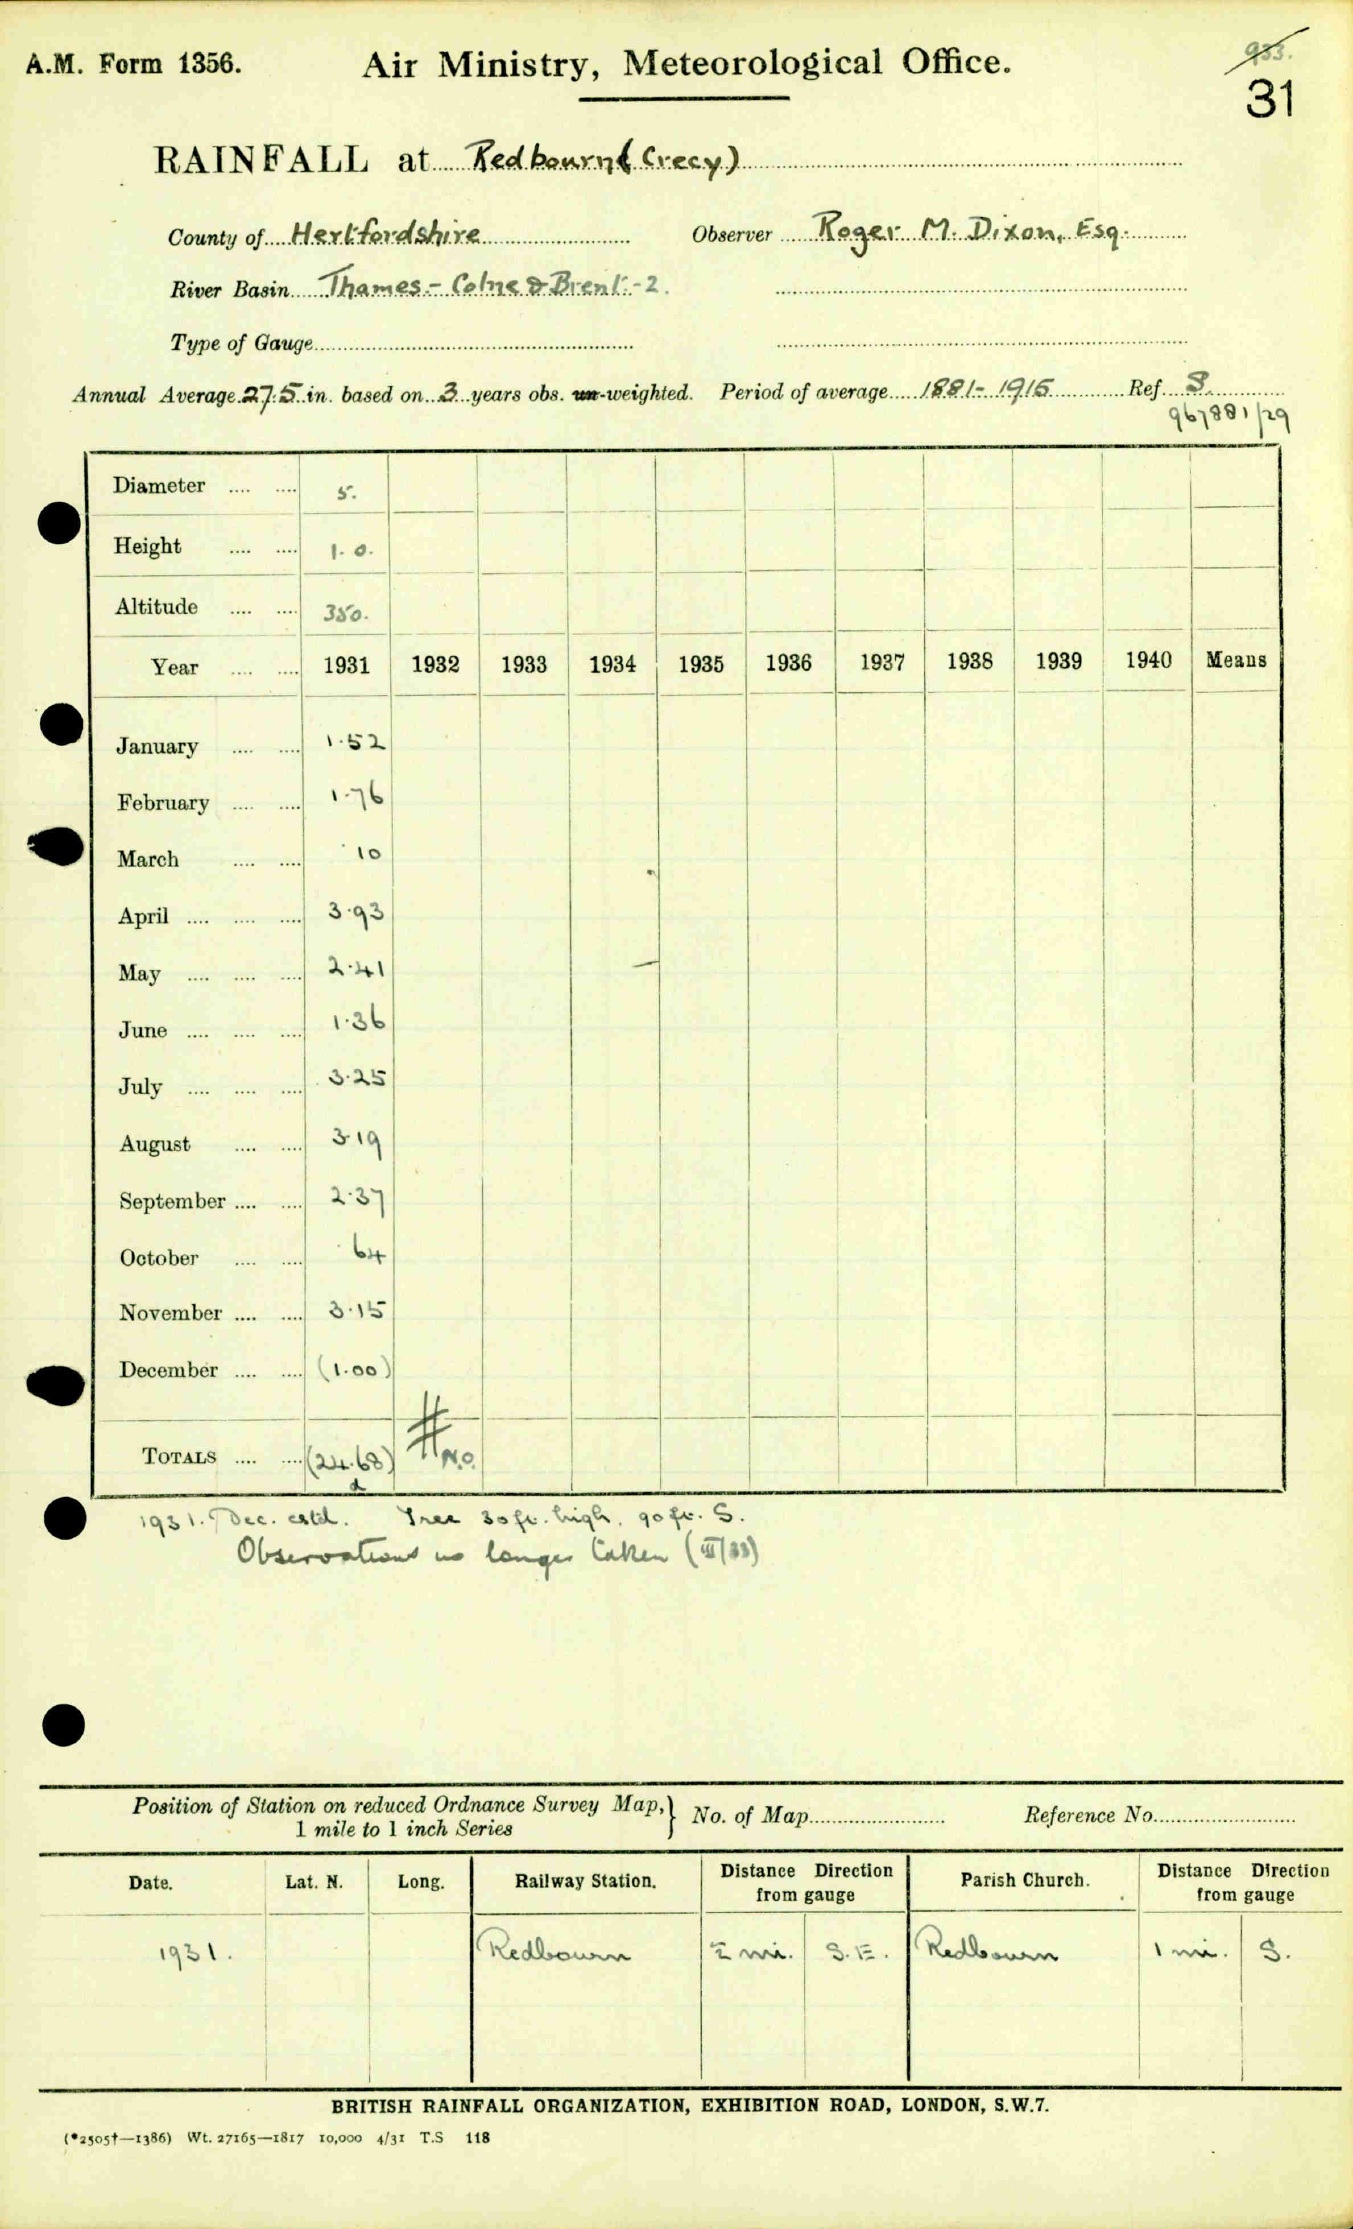 A.M. Form 1356.
Air Ministry, Meteorological Office.
933.
31
RAINFALL at Redbourn (Crecy)
County of Hertfordshire
Observer Roger M. Dixon, Esq.
River Basin Thames - Colne & Brent - 2.
Type of Gauge
Annual Average 27.5 in. based on 3 years obs. un-weighted. Period of average 1881-1915 Ref. S.
967881/29
Diameter .... .... 5.
Height .... .... 1.0.
Altitude .... .... 350.
Year .... .... 1931 1932 1933 1934 1935 1936 1937 1938 1939 1940 Means
January .... .... 1.52
February .... .... 1.76
March .... .... .10
April .... .... .... 3.93
May .... .... .... 2.41
June .... .... .... 1.36
July .... .... .... 3.25
August .... .... 3.19
September .... .... 2.37
October .... .... .64
November .... .... 3.15
December .... .... (1.00)
TOTALS .... .... (24.68) # N.O.
d
1931. Dec. estd. Tree 30 ft. high, 90 ft. S.
Observations no longer taken (III/33)
Position of Station on reduced Ordnance Survey Map, } No. of Map Reference No.
1 mile to 1 inch Series
Date. Lat. N. Long. Railway Station. Distance Direction from gauge Parish Church. Distance Direction from gauge
1931. Redbourn ½ mi. S.E. Redbourn 1 mi. S.
BRITISH RAINFALL ORGANIZATION, EXHIBITION ROAD, LONDON, S.W.7.
(*2505†—1386) Wt. 27165—1817 10,000 4/31 T.S 118